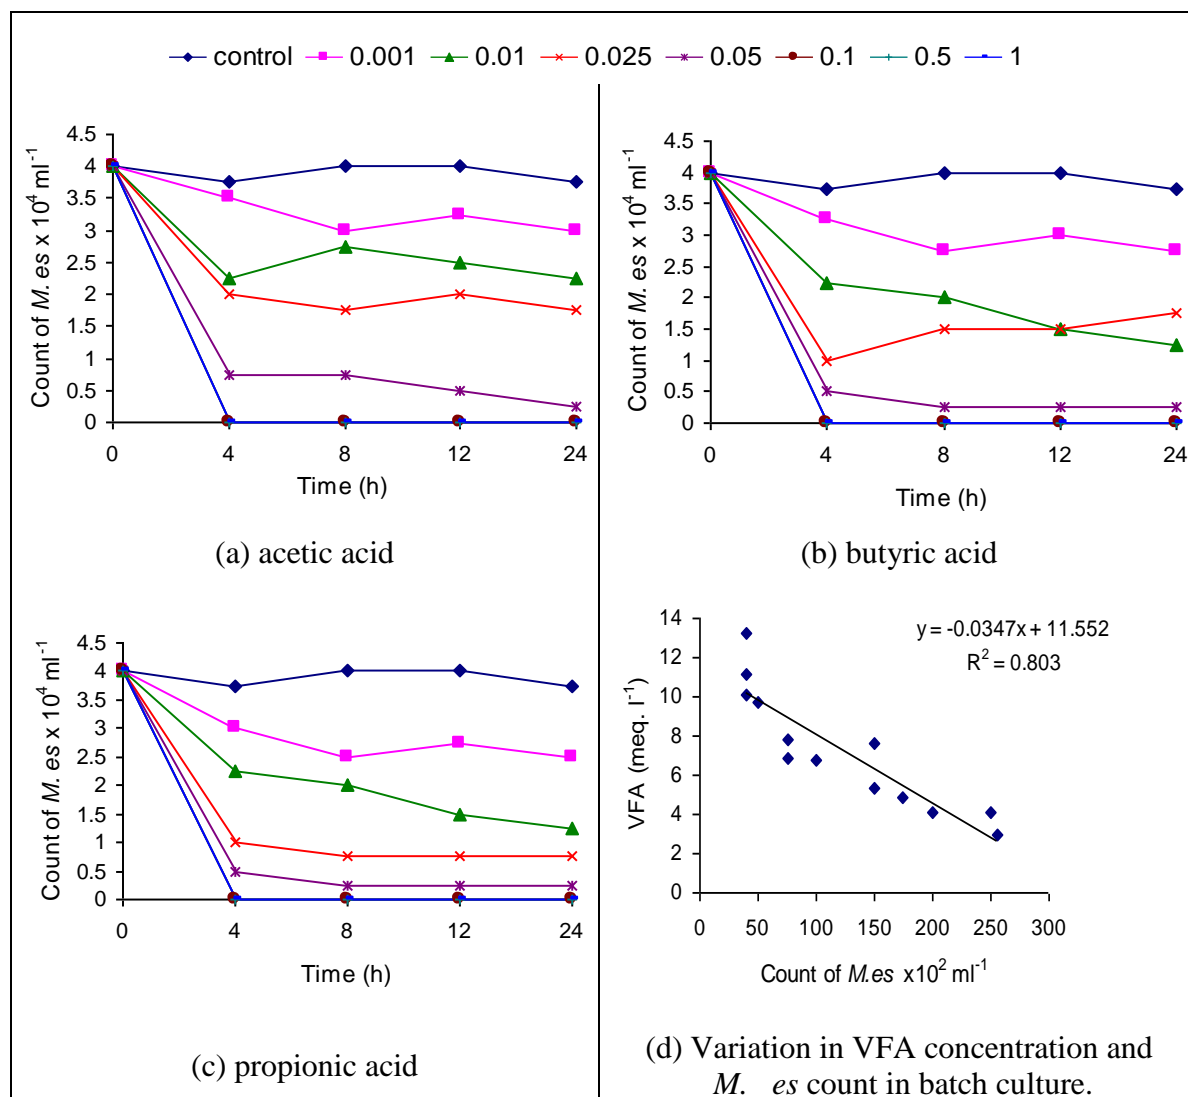 control 0.001 0.01 0.025 0.05 0.1 0.5 1
4.5
4
3.5
3
2.5
2
1.5
1
0.5
0
Count of M. es x 10⁴ ml⁻¹
0 4 8 12 24
Time (h)
(a) acetic acid
4.5
4
3.5
3
2.5
2
1.5
1
0.5
0
Count of M. es x 10⁴ ml⁻¹
0 4 8 12 24
Time (h)
(b) butyric acid
4.5
4
3.5
3
2.5
2
1.5
1
0.5
0
Count of M. es x 10⁴ ml⁻¹
0 4 8 12 24
Time (h)
(c) propionic acid
14
12
10
8
6
4
2
0
VFA (meq. l⁻¹)
y = -0.0347x + 11.552
R² = 0.803
0 50 100 150 200 250 300
Count of M.es x10² ml⁻¹
(d) Variation in VFA concentration and
M. es count in batch culture.